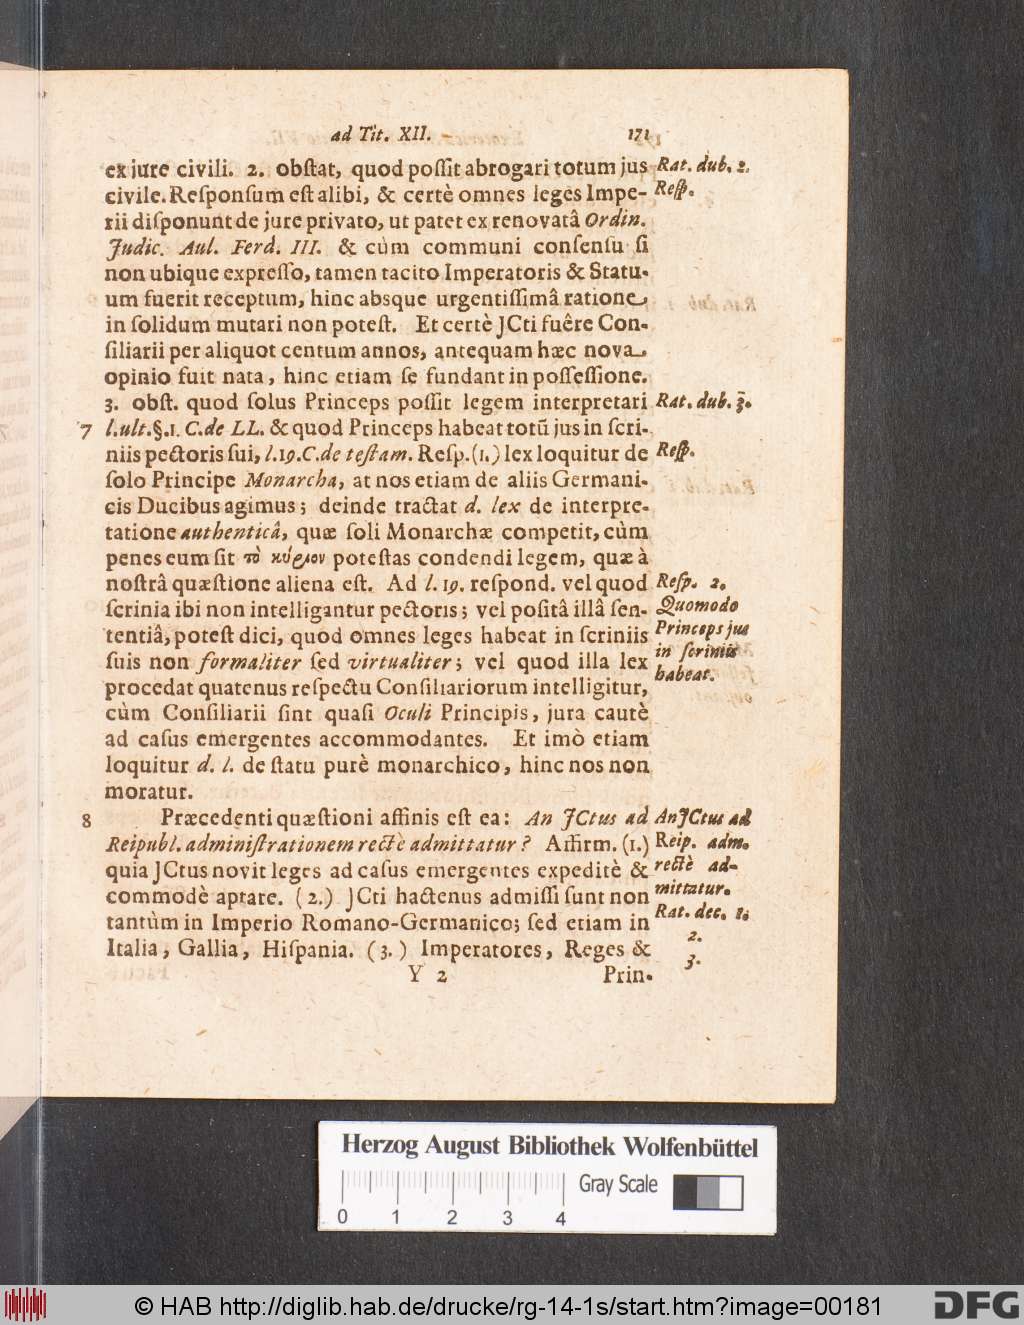 ad Tit. XII. 171
ex iure civili. 2. obſtat, quod poſſit abrogari totum jus
Rat. dub. 2.
civile. Reſponſum eſt alibi, & certè omnes leges Impe-
Reſp.
rii diſponunt de jure privato, ut patet ex renovatâ Ordin.
Judic. Aul. Ferd. III. & cùm communi conſenſu ſi
non ubique expreſſo, tamen tacito Imperatoris & Statu-
um fuerit receptum, hinc absque urgentiſſimâ ratione
in ſolidum mutari non poteſt. Et certè JCti fuêre Con-
ſiliarii per aliquot centum annos, antequam hæc nova
opinio fuit nata, hinc etiam ſe fundant in poſſeſſione.
3. obſt. quod ſolus Princeps poſſit legem interpretari
Rat. dub. 3.
7 l. ult. §. 1. C. de LL. & quod Princeps habeat totũ jus in ſcri-
niis pectoris ſui, l. 19. C. de teſtam. Reſp. (1.) lex loquitur de
Reſp.
ſolo Principe Monarcha, at nos etiam de aliis Germani-
cis Ducibus agimus; deinde tractat d. lex de interpre-
tatione authenticâ, quæ ſoli Monarchæ competit, cùm
penes eum ſit τὸ κύριον poteſtas condendi legem, quæ à
noſtrâ quæſtione aliena eſt. Ad l. 19. reſpond. vel quod
Reſp. 2.
ſcrinia ibi non intelligantur pectoris; vel poſitâ illâ ſen-
Quomodo
tentiâ, poteſt dici, quod omnes leges habeat in ſcriniis
Princeps jus
ſuis non formaliter ſed virtualiter; vel quod illa lex
in ſcriniis
procedat quatenus reſpectu Conſiliariorum intelligitur,
habeat.
cùm Conſiliarii ſint quaſi Oculi Principis, jura cautè
ad caſus emergentes accommodantes. Et imò etiam
loquitur d. l. de ſtatu purè monarchico, hinc nos non
moratur.
8 Præcedenti quæſtioni affinis eſt ea: An JCtus ad
An JCtus ad
Reipubl. adminiſtrationem rectè admittatur? Affirm. (1.)
Reip. adm.
quia JCtus novit leges ad caſus emergentes expeditè &
rectè ad-
commodè aptare. (2.) JCti hactenus admiſſi ſunt non
mittatur.
tantùm in Imperio Romano-Germanico; ſed etiam in
Rat. dec. 1.
Italia, Gallia, Hiſpania. (3.) Imperatores, Reges &
2.
3.
Y 2 Prin-
Herzog August Bibliothek Wolfenbüttel
Gray Scale
0 1 2 3 4
© HAB http://diglib.hab.de/drucke/rg-14-1s/start.htm?image=00181
DFG